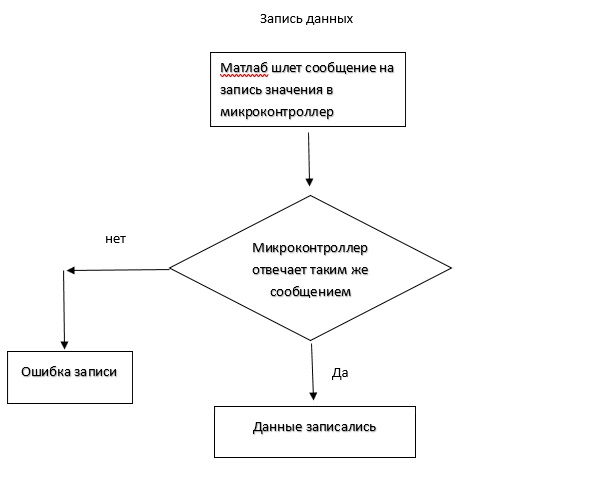 Запись данных
Матлаб шлет сообщение на
запись значения в
микроконтроллер
нет
Микроконтроллер
отвечает таким же
сообщением
Ошибка записи
Да
Данные записались